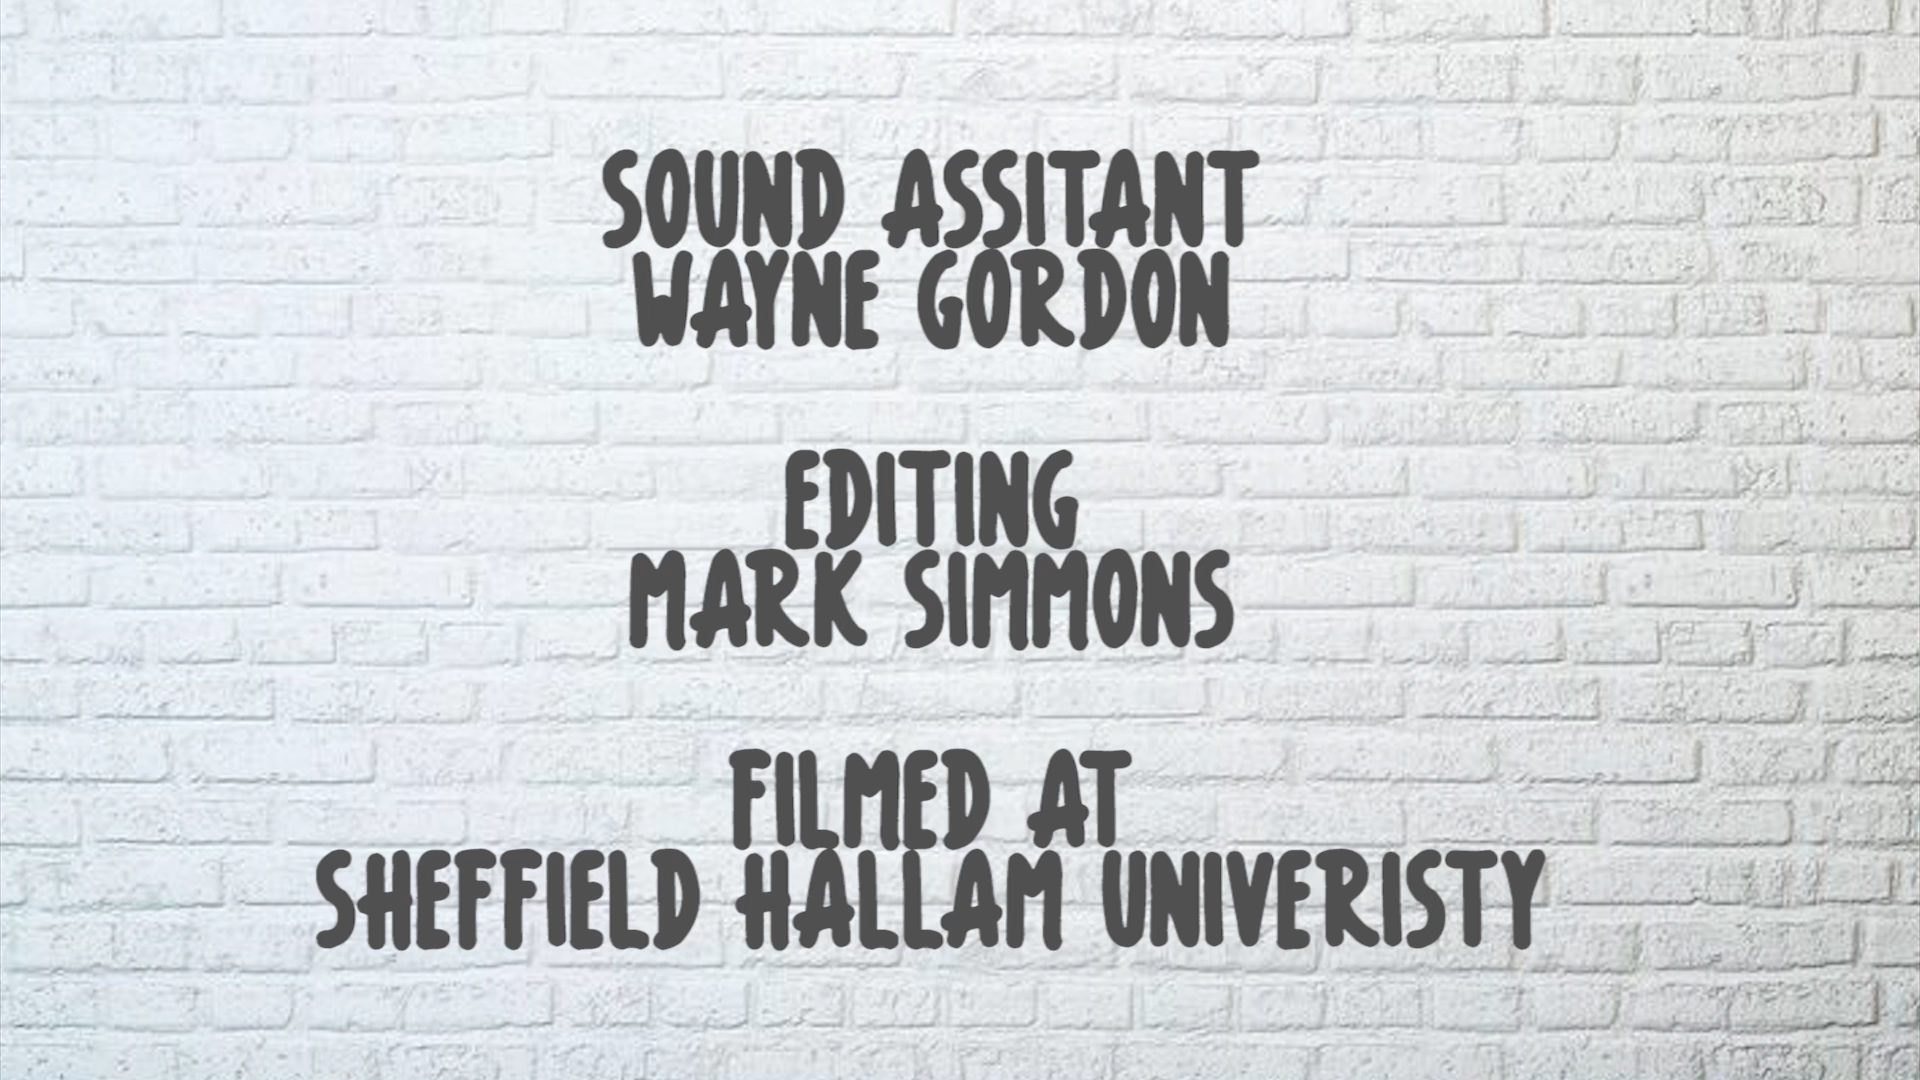 SOUND ASSITANT
WAYNE GORDON
EDITING
MARK SIMMONS
FILMED AT
SHEFFIELD HALLAM UNIVERISTY